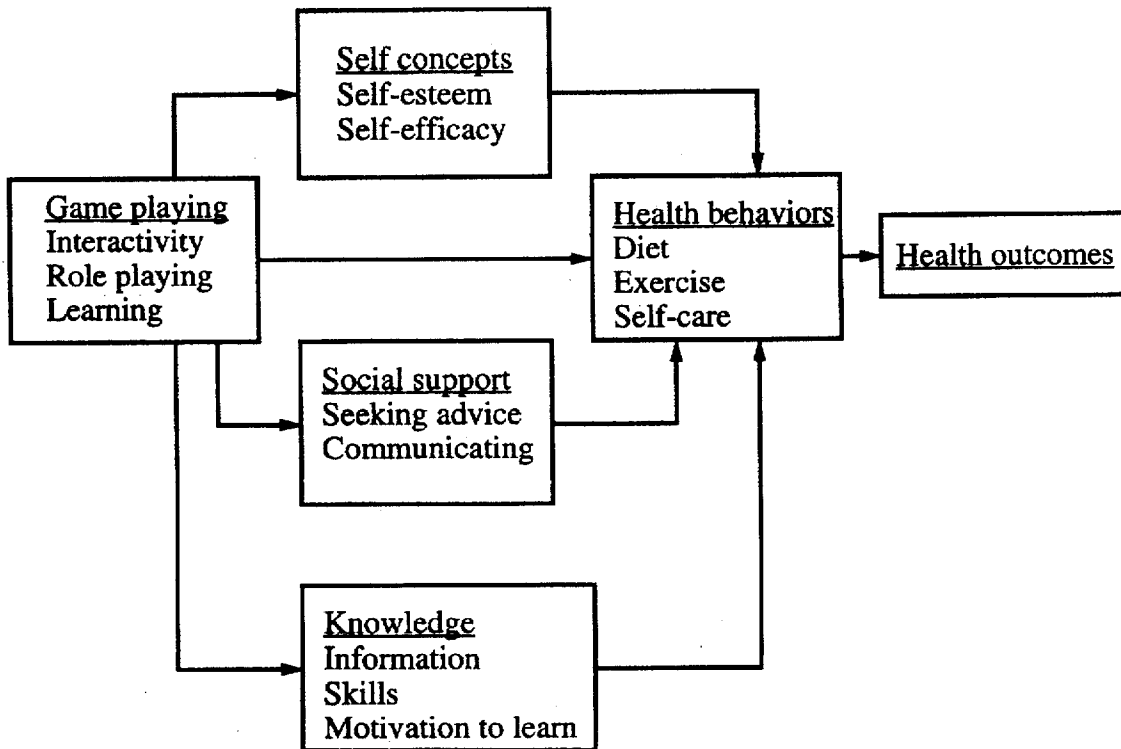 Self concepts
Self-esteem
Self-efficacy
Game playing
Interactivity
Role playing
Learning
Health behaviors
Diet
Exercise
Self-care
Health outcomes
Social support
Seeking advice
Communicating
Knowledge
Information
Skills
Motivation to learn